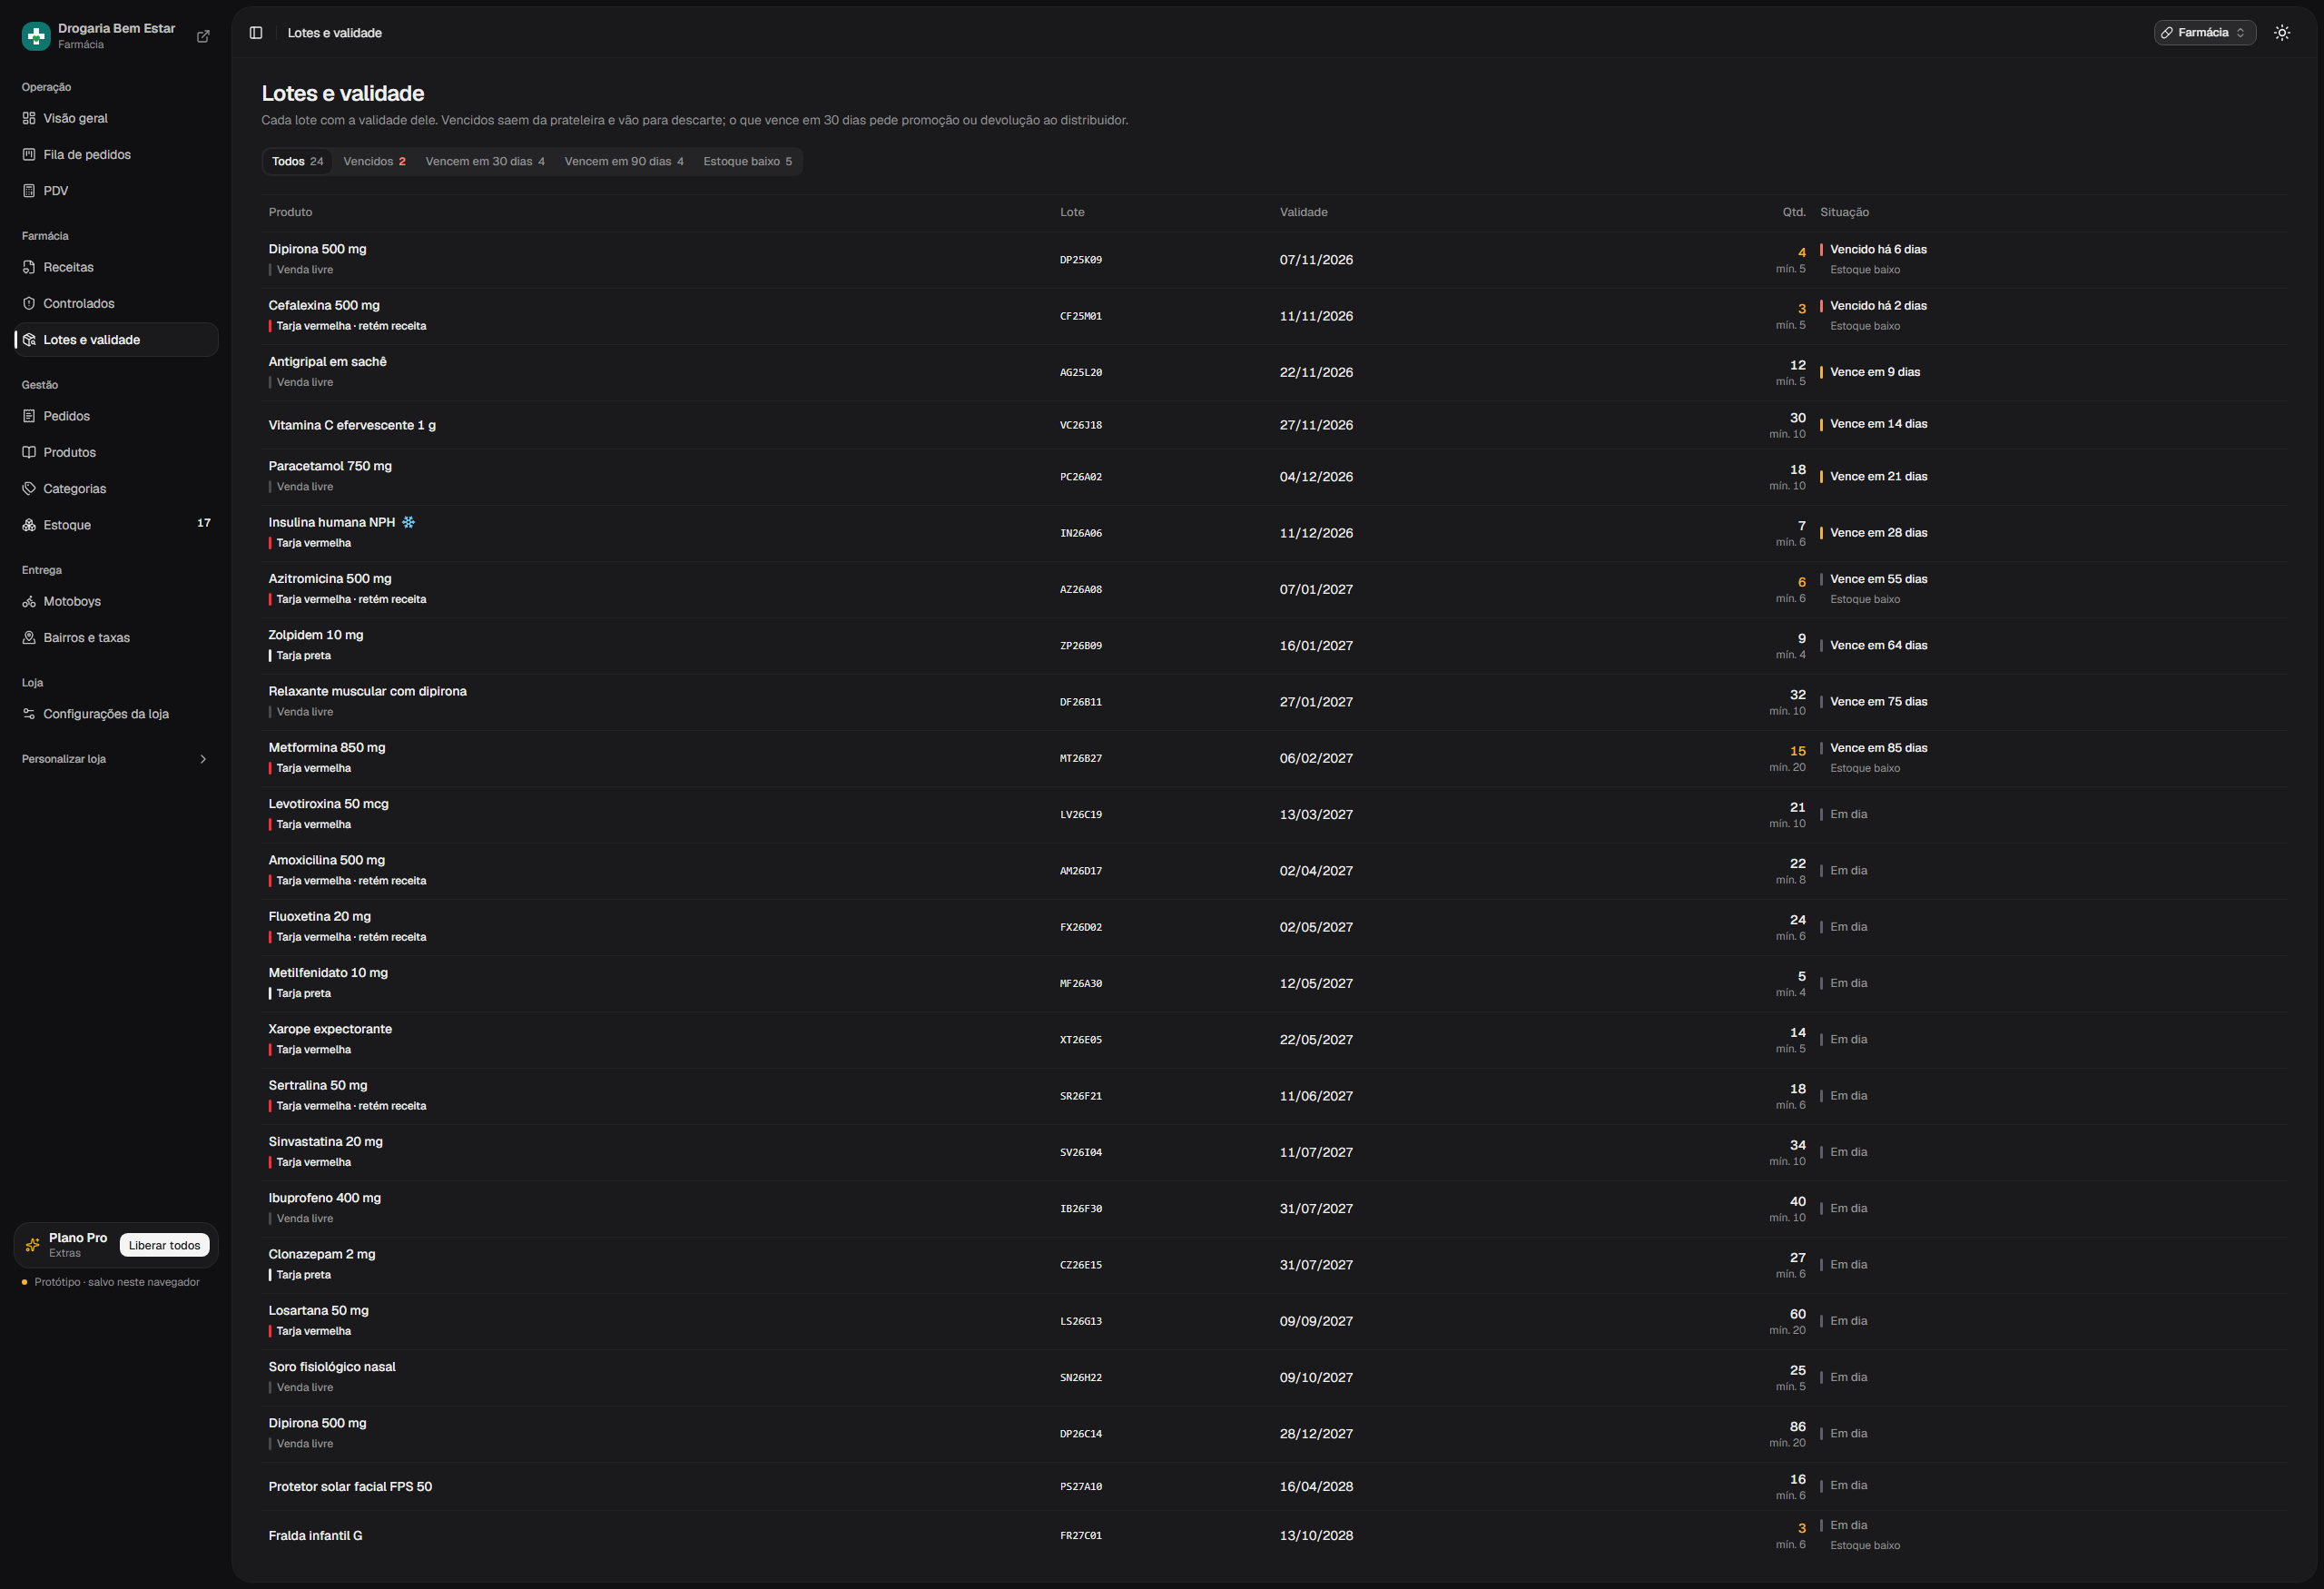 Drogaria Bem Estar
Farmácia
Operação
Visão geral
Fila de pedidos
PDV
Farmácia
Receitas
Controlados
Lotes e validade
Gestão
Pedidos
Produtos
Categorias
Estoque 17
Entrega
Motoboys
Bairros e taxas
Loja
Configurações da loja
Personalizar loja
Plano Pro
Extras
Liberar todos
Protótipo · salvo neste navegador
Lotes e validade
Farmácia
Lotes e validade
Cada lote com a validade dele. Vencidos saem da prateleira e vão para descarte; o que vence em 30 dias pede promoção ou devolução ao distribuidor.
Todos 24 Vencidos 2 Vencem em 30 dias 4 Vencem em 90 dias 4 Estoque baixo 5
Produto Lote Validade Qtd. Situação
Dipirona 500 mg
Venda livre
DP25K09 07/11/2026
4
mín. 5
Vencido há 6 dias
Estoque baixo
Cefalexina 500 mg
Tarja vermelha · retém receita
CF25M01 11/11/2026
3
mín. 5
Vencido há 2 dias
Estoque baixo
Antigripal em sachê
Venda livre
AG25L20 22/11/2026
12
mín. 5
Vence em 9 dias
Vitamina C efervescente 1 g
VC26J18 27/11/2026
30
mín. 10
Vence em 14 dias
Paracetamol 750 mg
Venda livre
PC26A02 04/12/2026
18
mín. 10
Vence em 21 dias
Insulina humana NPH
Tarja vermelha
IN26A06 11/12/2026
7
mín. 6
Vence em 28 dias
Azitromicina 500 mg
Tarja vermelha · retém receita
AZ26A08 07/01/2027
6
mín. 6
Vence em 55 dias
Estoque baixo
Zolpidem 10 mg
Tarja preta
ZP26B09 16/01/2027
9
mín. 4
Vence em 64 dias
Relaxante muscular com dipirona
Venda livre
DF26B11 27/01/2027
32
mín. 10
Vence em 75 dias
Metformina 850 mg
Tarja vermelha
MT26B27 06/02/2027
15
mín. 20
Vence em 85 dias
Estoque baixo
Levotiroxina 50 mcg
Tarja vermelha
LV26C19 13/03/2027
21
mín. 10
Em dia
Amoxicilina 500 mg
Tarja vermelha · retém receita
AM26D17 02/04/2027
22
mín. 8
Em dia
Fluoxetina 20 mg
Tarja vermelha · retém receita
FX26D02 02/05/2027
24
mín. 6
Em dia
Metilfenidato 10 mg
Tarja preta
MF26A30 12/05/2027
5
mín. 4
Em dia
Xarope expectorante
Tarja vermelha
XT26E05 22/05/2027
14
mín. 5
Em dia
Sertralina 50 mg
Tarja vermelha · retém receita
SR26F21 11/06/2027
18
mín. 6
Em dia
Sinvastatina 20 mg
Tarja vermelha
SV26I04 11/07/2027
34
mín. 10
Em dia
Ibuprofeno 400 mg
Venda livre
IB26F30 31/07/2027
40
mín. 10
Em dia
Clonazepam 2 mg
Tarja preta
CZ26E15 31/07/2027
27
mín. 6
Em dia
Losartana 50 mg
Tarja vermelha
LS26G13 09/09/2027
60
mín. 20
Em dia
Soro fisiológico nasal
Venda livre
SN26H22 09/10/2027
25
mín. 5
Em dia
Dipirona 500 mg
Venda livre
DP26C14 28/12/2027
86
mín. 20
Em dia
Protetor solar facial FPS 50
PS27A10 16/04/2028
16
mín. 6
Em dia
Fralda infantil G
FR27C01 13/10/2028
3
mín. 6
Em dia
Estoque baixo